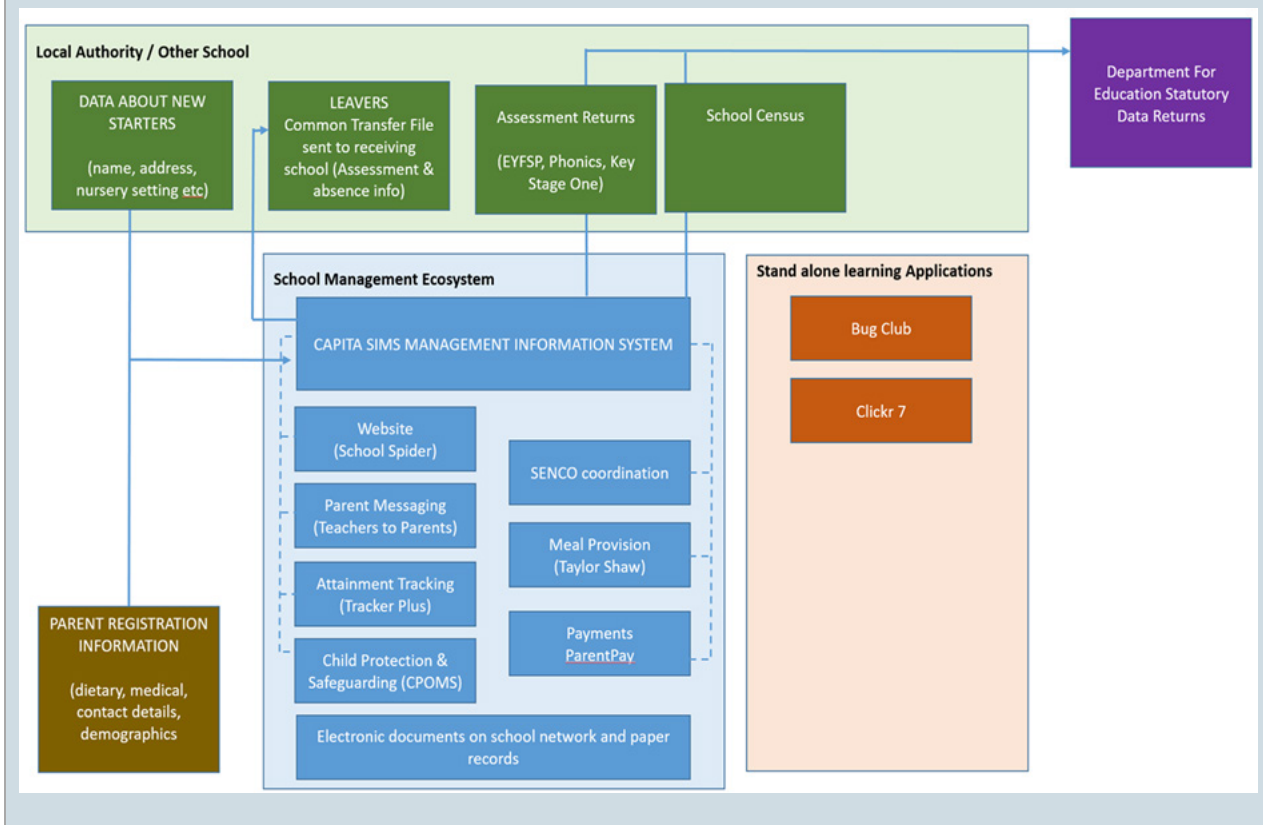 Local Authority / Other School
DATA ABOUT NEW
STARTERS
(name, address,
nursery setting etc)
LEAVERS
Common Transfer File
sent to receiving
school (Assessment &
absence info)
Assessment Returns
(EYFSP, Phonics, Key
Stage One)
School Census
Department For
Education Statutory
Data Returns
School Management Ecosystem
CAPITA SIMS MANAGEMENT INFORMATION SYSTEM
Website
(School Spider)
Parent Messaging
(Teachers to Parents)
Attainment Tracking
(Tracker Plus)
Child Protection &
Safeguarding (CPOMS)
SENCO coordination
Meal Provision
(Taylor Shaw)
Payments
ParentPay
Electronic documents on school network and paper
records
Stand alone learning Applications
Bug Club
Clickr 7
PARENT REGISTRATION
INFORMATION
(dietary, medical,
contact details,
demographics